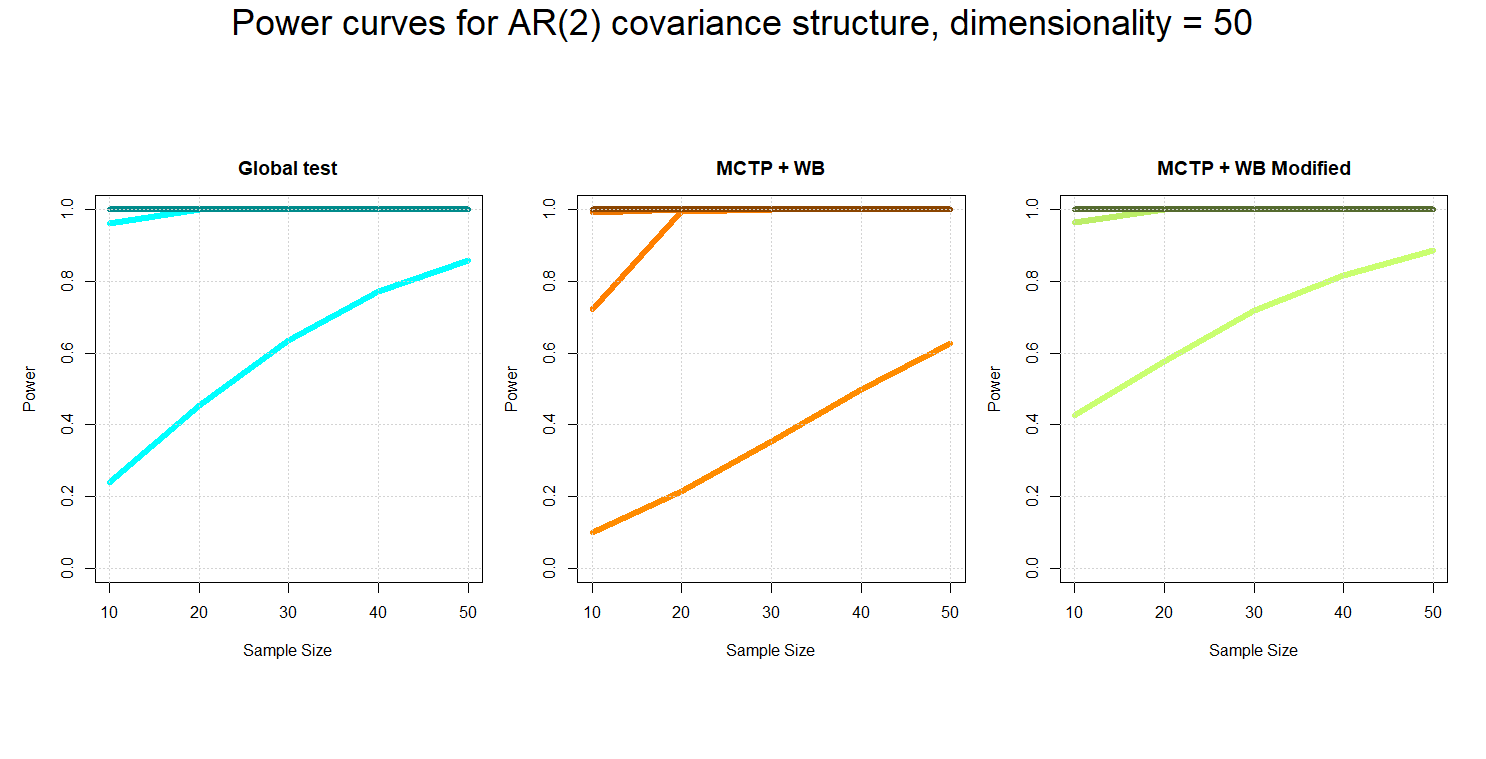 Power curves for AR(2) covariance structure, dimensionality = 50
Global test
Power
1.0
0.8
0.6
0.4
0.2
0.0
10 20 30 40 50
Sample Size
MCTP + WB
Power
1.0
0.8
0.6
0.4
0.2
0.0
10 20 30 40 50
Sample Size
MCTP + WB Modified
Power
1.0
0.8
0.6
0.4
0.2
0.0
10 20 30 40 50
Sample Size